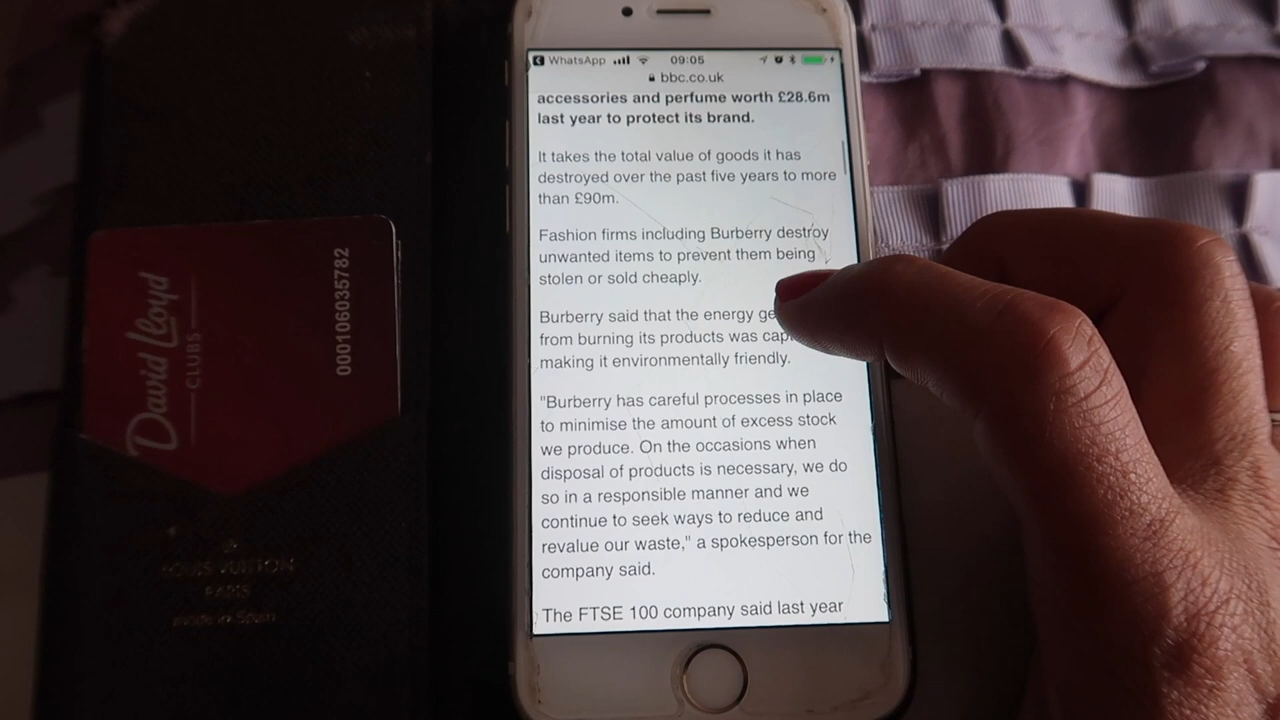 WhatsApp 09:05
bbc.co.uk
accessories and perfume worth £28.6m
last year to protect its brand.
It takes the total value of goods it has
destroyed over the past five years to more
than £90m.
Fashion firms including Burberry destroy
unwanted items to prevent them being
stolen or sold cheaply.
Burberry said that the energy
from burning its products was
making it environmentally friendly.
"Burberry has careful processes in place
to minimise the amount of excess stock
we produce. On the occasions when
disposal of products is necessary, we do
so in a responsible manner and we
continue to seek ways to reduce and
revalue our waste," a spokesperson for the
company said.
The FTSE 100 company said last year
David Lloyd
CLUBS
000106035782
LOUIS VUITTON
PARIS
made in Spain